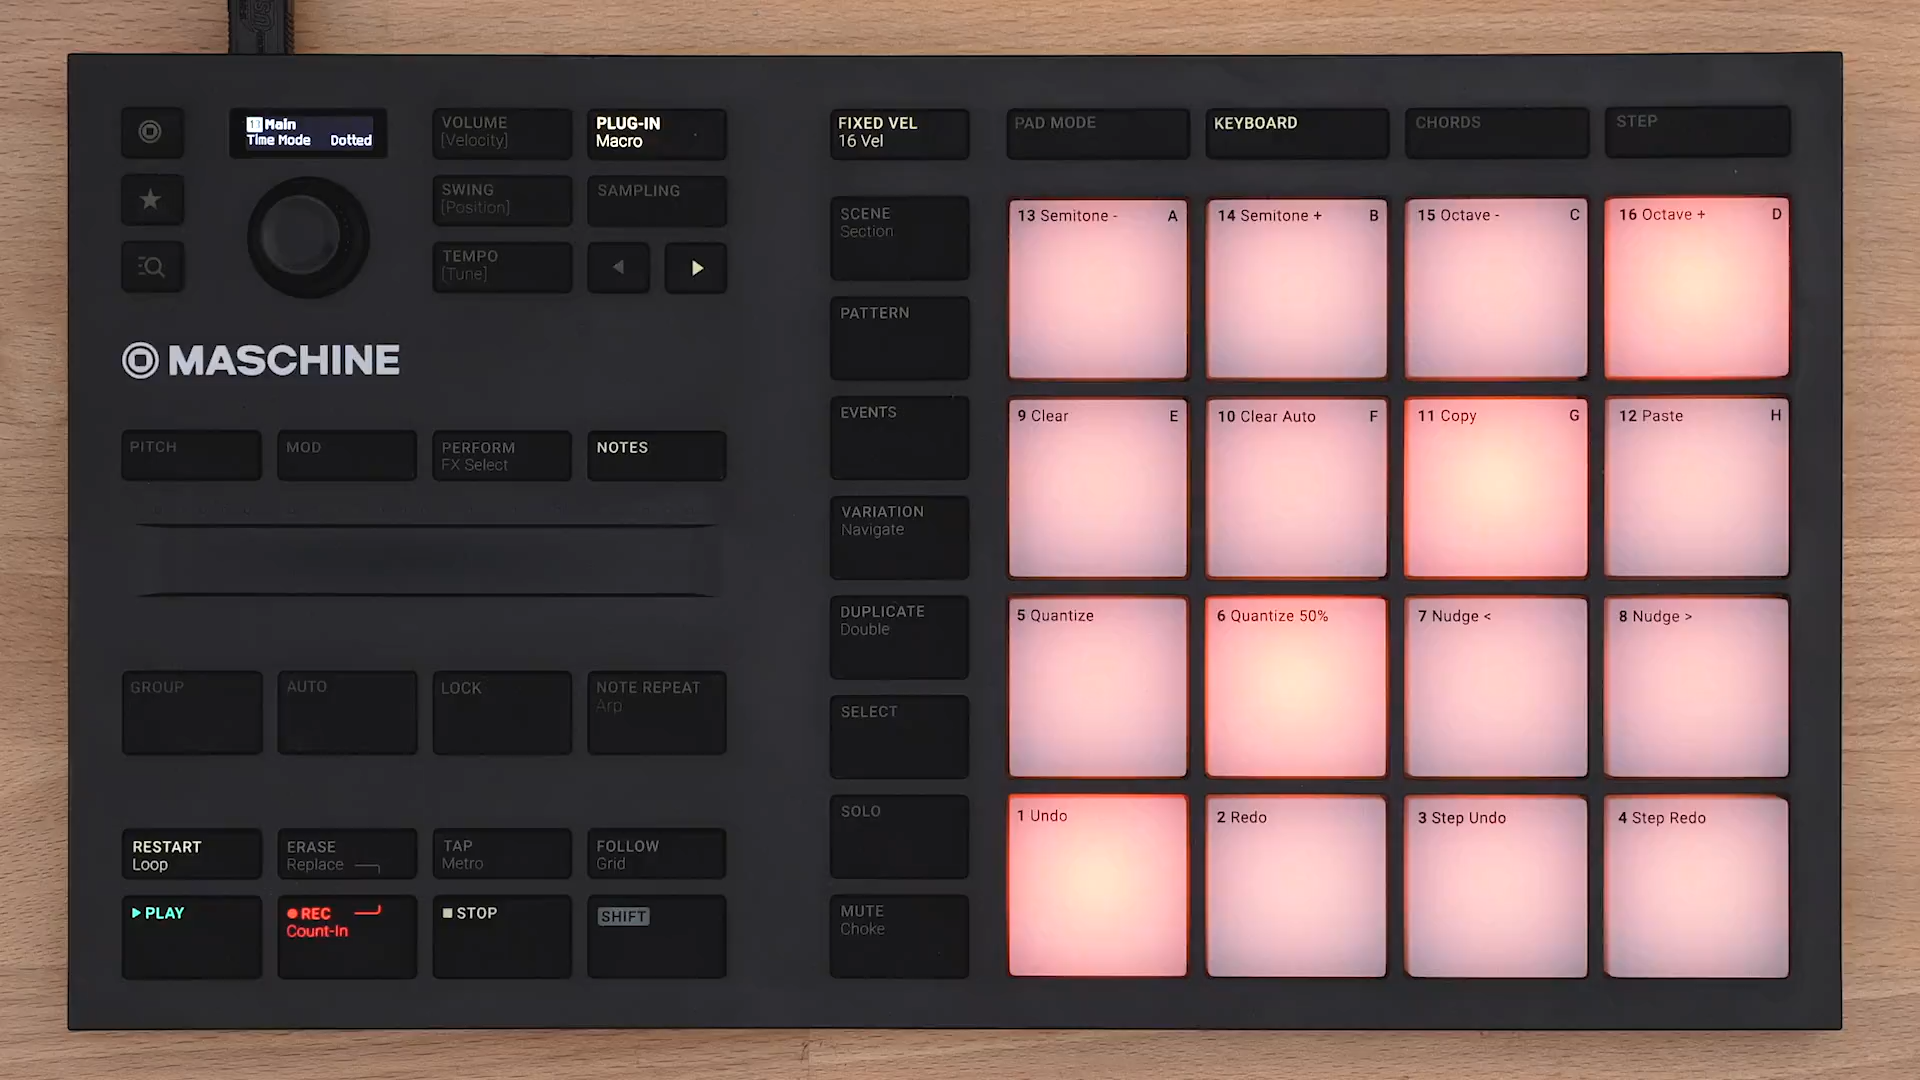 Main
Time Mode Dotted
VOLUME
[Velocity]
PLUG-IN
Macro
SWING
[Position]
SAMPLING
TEMPO
[Tune]
MASCHINE
PITCH
MOD
PERFORM
FX Select
NOTES
GROUP
AUTO
LOCK
NOTE REPEAT
Arp
RESTART
Loop
ERASE
Replace
TAP
Metro
FOLLOW
Grid
PLAY
REC
Count-In
STOP
SHIFT
FIXED VEL
16 Vel
SCENE
Section
PATTERN
EVENTS
VARIATION
Navigate
DUPLICATE
Double
SELECT
SOLO
MUTE
Choke
PAD MODE
KEYBOARD
CHORDS
STEP
13 Semitone - A
14 Semitone + B
15 Octave - C
16 Octave + D
9 Clear E
10 Clear Auto F
11 Copy G
12 Paste H
5 Quantize
6 Quantize 50%
7 Nudge <
8 Nudge >
1 Undo
2 Redo
3 Step Undo
4 Step Redo